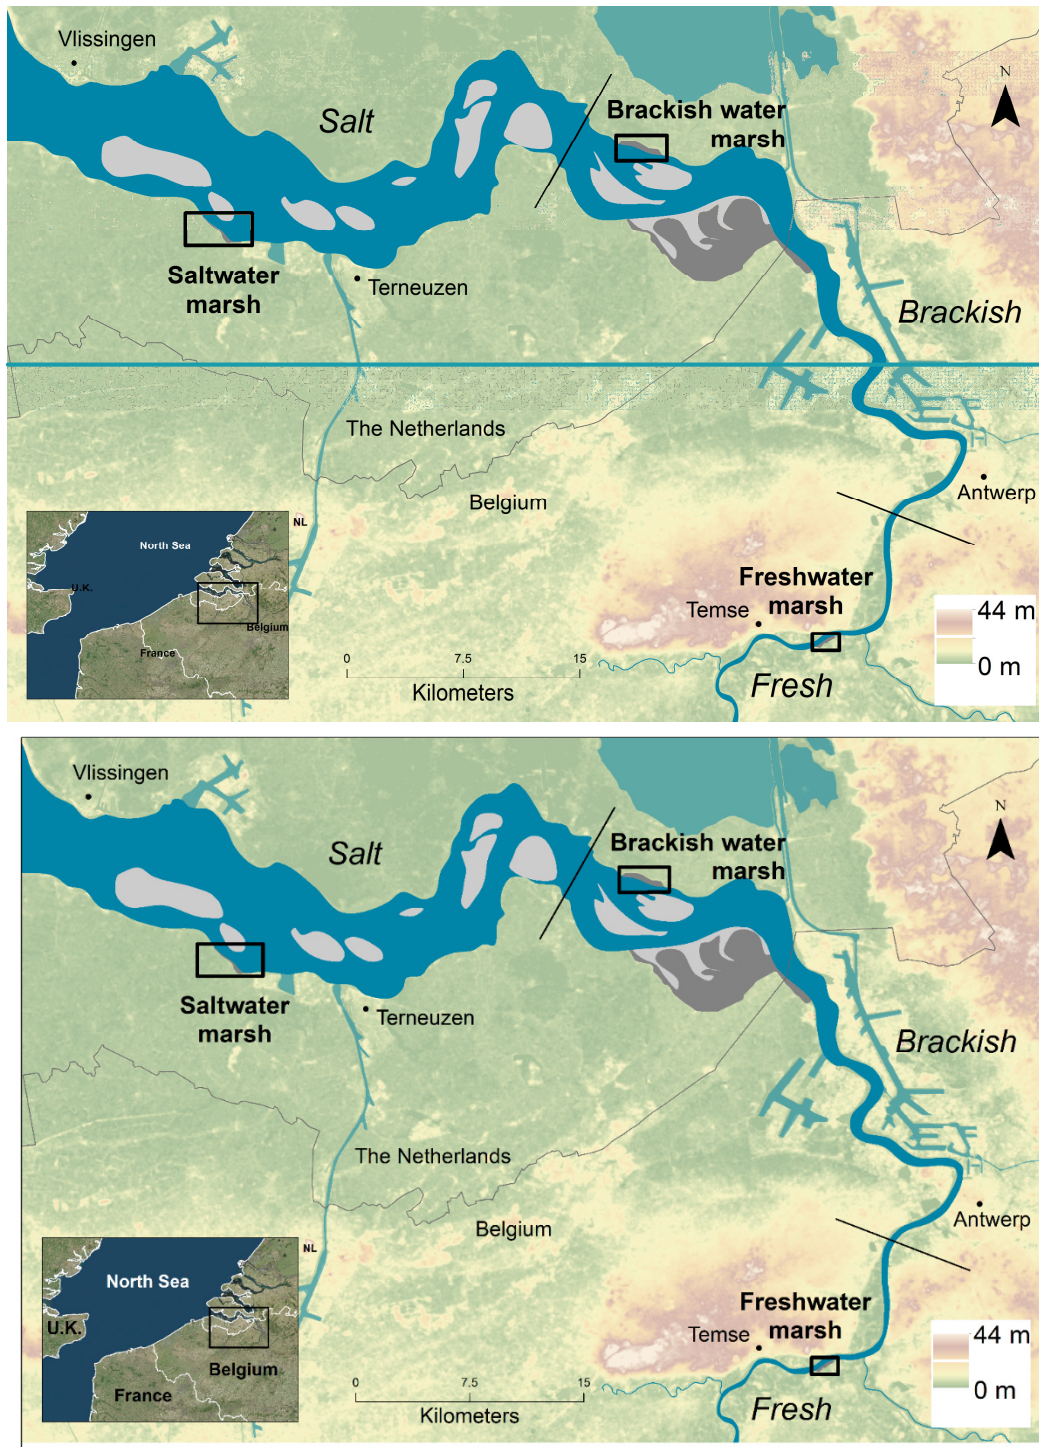 Vlissingen
Salt
Brackish water
marsh
N
Saltwater
marsh
Terneuzen
Brackish
The Netherlands
Belgium
Antwerp
NL
North Sea
U.K.
Belgium
France
Freshwater
marsh
Temse
Fresh
0 7.5 15
Kilometers
44 m
0 m
Vlissingen
Salt
Brackish water
marsh
N
Saltwater
marsh
Terneuzen
Brackish
The Netherlands
Belgium
Antwerp
NL
North Sea
U.K.
Belgium
France
Freshwater
marsh
Temse
Fresh
0 7.5 15
Kilometers
44 m
0 m